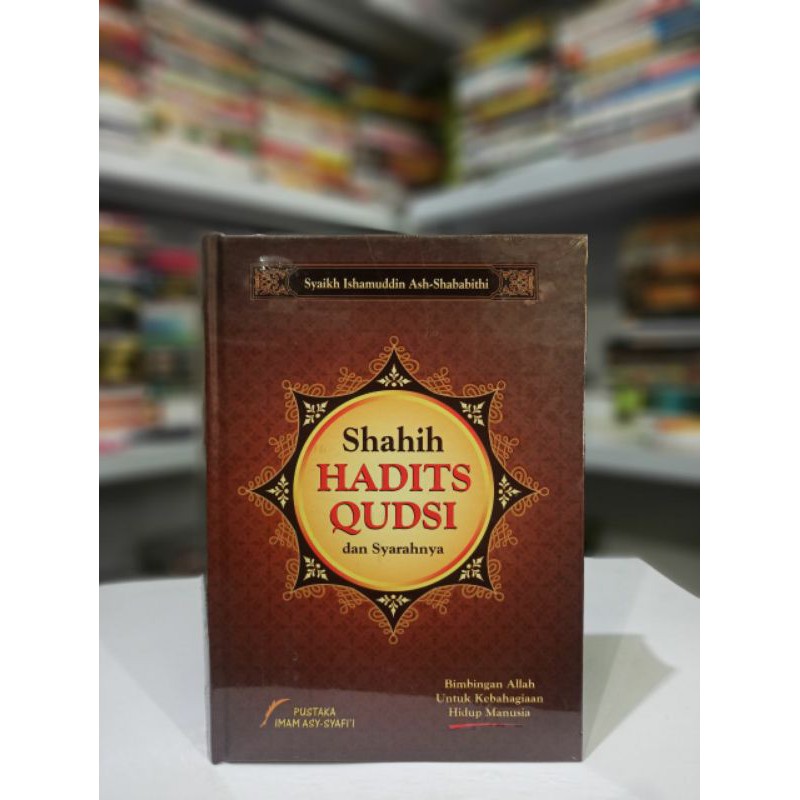 Syaikh Ishamuddin Ash-Shababithi
Shahih
HADITS
QUDSI
dan Syarahnya
Bimbingan Allah
Untuk Kebahagiaan
Hidup Manusia
PUSTAKA
IMAM ASY-SYAFI'I